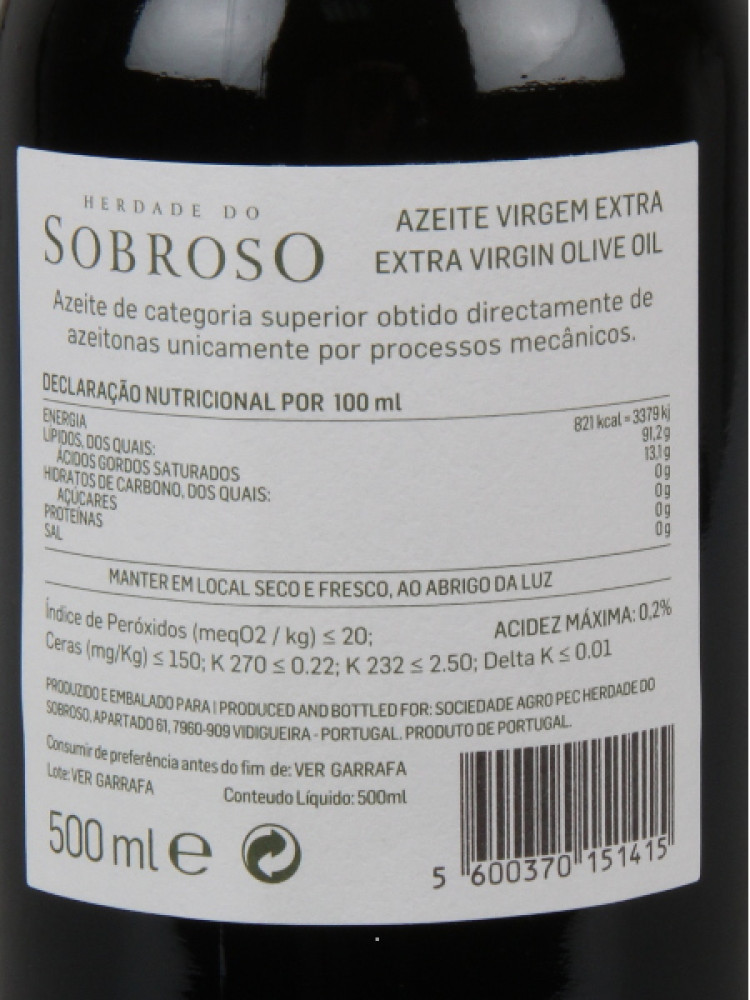 HERDADE DO
SOBROSO
AZEITE VIRGEM EXTRA
EXTRA VIRGIN OLIVE OIL
Azeite de categoria superior obtido directamente de
azeitonas unicamente por processos mecânicos.
DECLARAÇÃO NUTRICIONAL POR 100 ml
ENERGIA 821 kcal = 3379 kj
LÍPIDOS, DOS QUAIS: 91,2 g
ÁCIDOS GORDOS SATURADOS 13,1 g
HIDRATOS DE CARBONO, DOS QUAIS: 0 g
AÇÚCARES 0 g
PROTEÍNAS 0 g
SAL 0 g
MANTER EM LOCAL SECO E FRESCO, AO ABRIGO DA LUZ
Índice de Peróxidos (meqO2 / kg) ≤ 20; ACIDEZ MÁXIMA: 0,2%
Ceras (mg/Kg) ≤ 150; K 270 ≤ 0.22; K 232 ≤ 2.50; Delta K ≤ 0.01
PRODUZIDO E EMBALADO PARA | PRODUCED AND BOTTLED FOR: SOCIEDADE AGRO PEC HERDADE DO
SOBROSO, APARTADO 61, 7960-909 VIDIGUEIRA - PORTUGAL. PRODUTO DE PORTUGAL.
Consumir de preferência antes do fim de: VER GARRAFA
Lote: VER GARRAFA Conteudo Líquido: 500ml
500 ml e
5 600370 151415